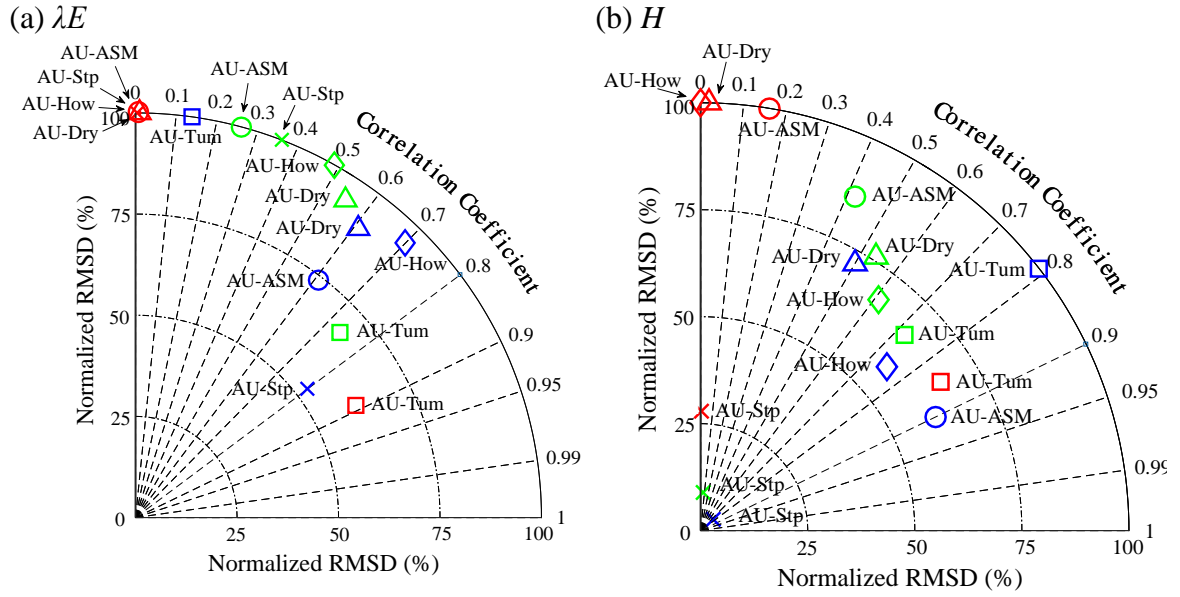 (a) λE
AU-ASM
AU-Stp
AU-How
AU-Dry
0
0.1
0.2
0.3
0.4
0.5
0.6
0.7
0.8
0.9
0.95
0.99
1
AU-ASM
AU-Stp
AU-Tum
AU-How
AU-Dry
AU-Dry
AU-How
AU-ASM
AU-Tum
AU-Stp
AU-Tum
Correlation Coefficient
100
75
50
25
0
25
50
75
100
Normalized RMSD (%)
Normalized RMSD (%)
(b) H
AU-Dry
AU-How
0
0.1
0.2
0.3
0.4
0.5
0.6
0.7
0.8
0.9
0.95
0.99
1
AU-ASM
AU-ASM
AU-Dry
AU-Dry
AU-Tum
AU-How
AU-Tum
AU-How
AU-Tum
AU-Stp
AU-ASM
AU-Stp
AU-Stp
Correlation Coefficient
100
75
50
25
0
25
50
75
100
Normalized RMSD (%)
Normalized RMSD (%)